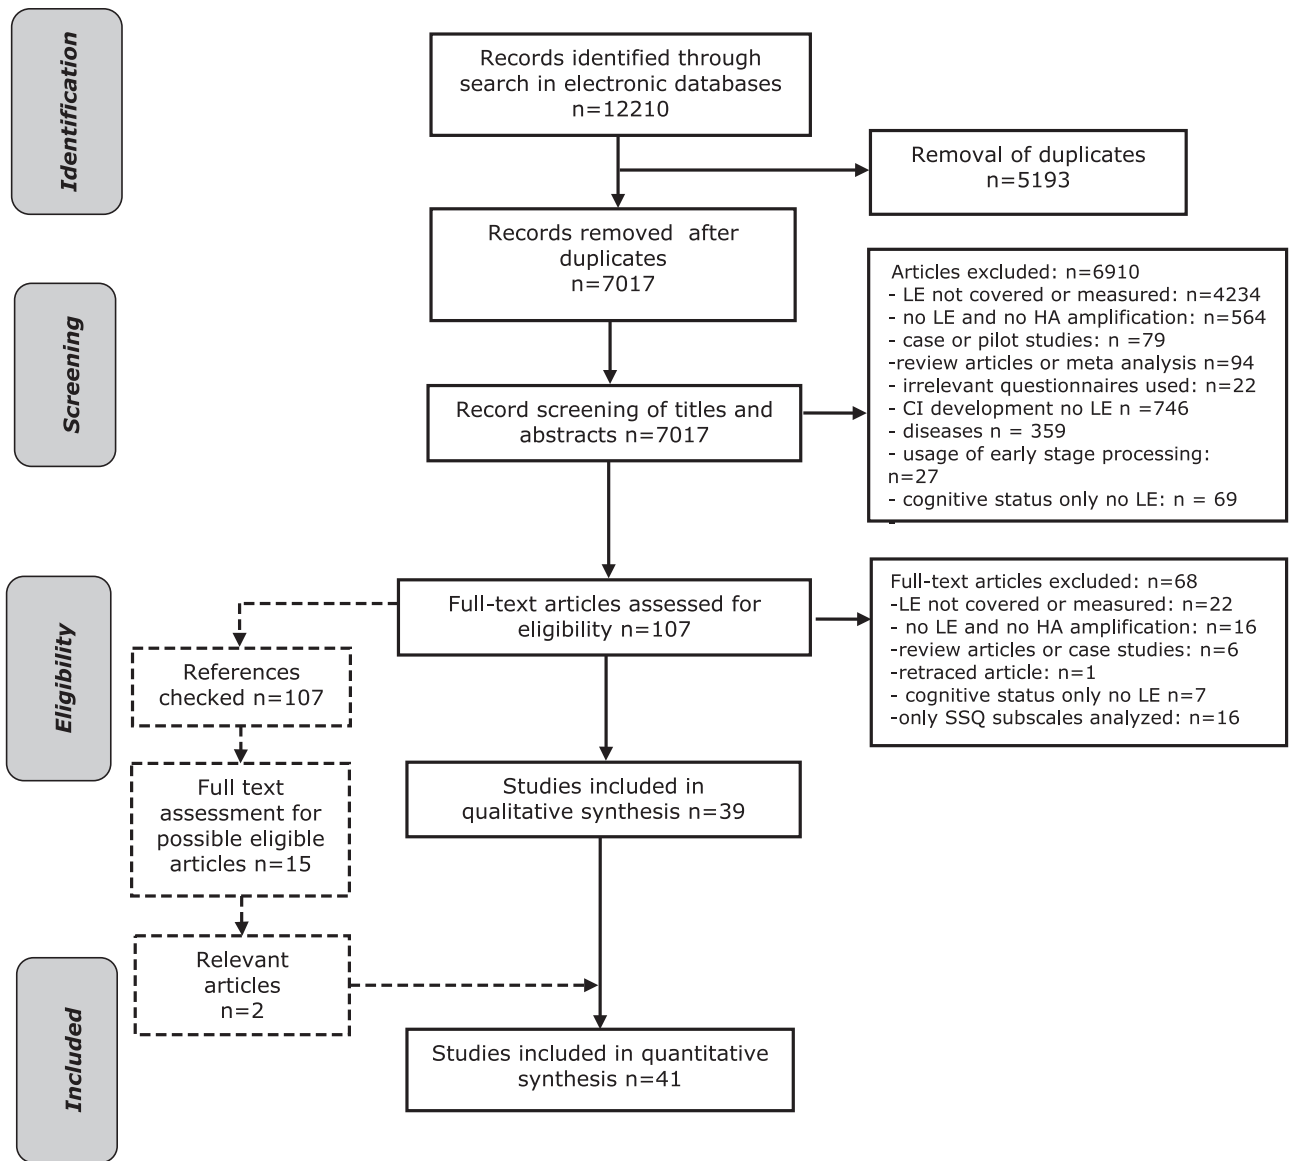 Identification
Records identified through
search in electronic databases
n=12210
Removal of duplicates
n=5193
Records removed after
duplicates
n=7017
Screening
Articles excluded: n=6910
- LE not covered or measured: n=4234
- no LE and no HA amplification: n=564
- case or pilot studies: n =79
-review articles or meta analysis n=94
- irrelevant questionnaires used: n=22
- CI development no LE n =746
- diseases n = 359
- usage of early stage processing:
n=27
- cognitive status only no LE: n = 69
-
Record screening of titles and
abstracts n=7017
Eligibility
Full-text articles assessed for
eligibility n=107
Full-text articles excluded: n=68
-LE not covered or measured: n=22
- no LE and no HA amplification: n=16
-review articles or case studies: n=6
-retraced article: n=1
- cognitive status only no LE n=7
-only SSQ subscales analyzed: n=16
References
checked n=107
Full text
assessment for
possible eligible
articles n=15
Studies included in
qualitative synthesis n=39
Relevant
articles
n=2
Included
Studies included in quantitative
synthesis n=41